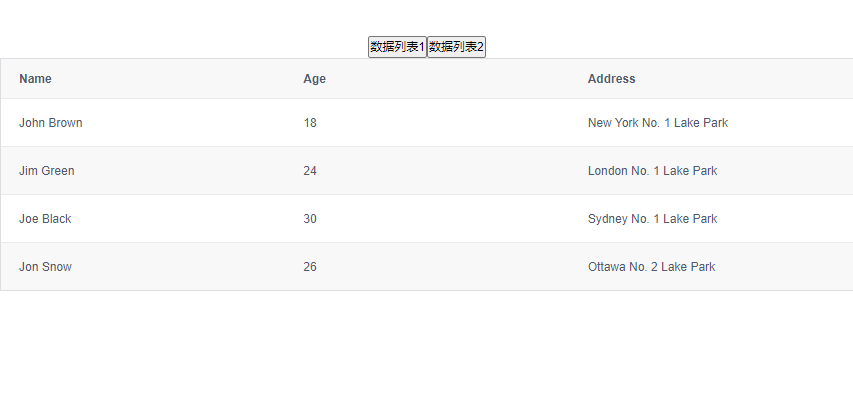 数据列表1 数据列表2
Name Age Address
John Brown 18 New York No. 1 Lake Park
Jim Green 24 London No. 1 Lake Park
Joe Black 30 Sydney No. 1 Lake Park
Jon Snow 26 Ottawa No. 2 Lake Park